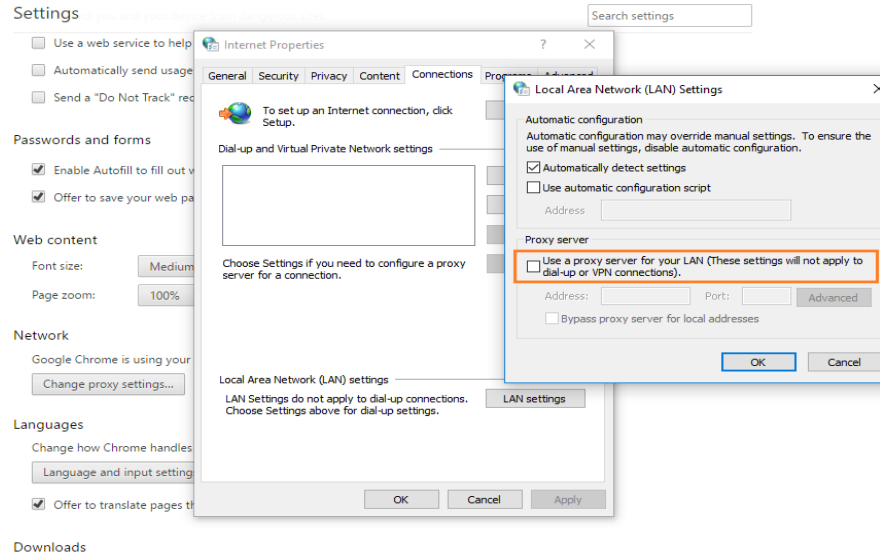 Settings
Search settings
Use a web service to help
Automatically send usage
Send a "Do Not Track"
Passwords and forms
Enable Autofill to fill out
Offer to save your web
Web content
Font size:
Medium
Page zoom:
100%
Network
Google Chrome is using your
Change proxy settings...
Languages
Change how Chrome handles
Language and input
Offer to translate pages
Downloads
Internet Properties
?
General Security Privacy Content Connections
To set up an Internet connection, click
Setup.
Dial-up and Virtual Private Network settings
Choose Settings if you need to configure a proxy
server for a connection.
Local Area Network (LAN) settings
LAN Settings do not apply to dial-up connections.
Choose Settings above for dial-up settings.
LAN settings
OK Cancel Apply
Local Area Network (LAN) Settings
Automatic configuration
Automatic configuration may override manual settings. To ensure the
use of manual settings, disable automatic configuration.
Automatically detect settings
Use automatic configuration script
Address
Proxy server
Use a proxy server for your LAN (These settings will not apply to
dial-up or VPN connections).
Address: Port: Advanced
Bypass proxy server for local addresses
OK Cancel